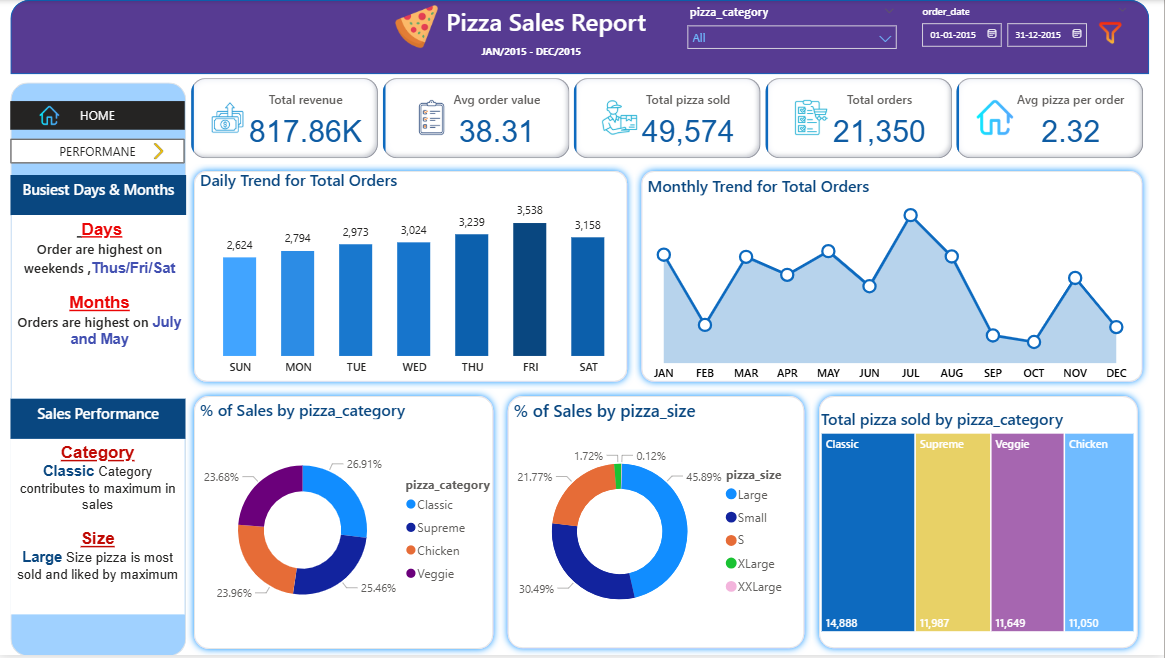 Pizza Sales Report
JAN/2015 - DEC/2015
pizza_category
All
order_date
01-01-2015
31-12-2015
HOME
PERFORMANE
Total revenue
817.86K
Avg order value
38.31
Total pizza sold
49,574
Total orders
21,350
Avg pizza per order
2.32
Busiest Days & Months
Days
Order are highest on
weekends ,Thus/Fri/Sat
Months
Orders are highest on July
and May
Daily Trend for Total Orders
2,624
2,794
2,973
3,024
3,239
3,538
3,158
SUN
MON
TUE
WED
THU
FRI
SAT
Monthly Trend for Total Orders
JAN
FEB
MAR
APR
MAY
JUN
JUL
AUG
SEP
OCT
NOV
DEC
Sales Performance
Category
Classic Category
contributes to maximum in
sales
Size
Large Size pizza is most
sold and liked by maximum
% of Sales by pizza_category
23.68%
26.91%
23.96%
25.46%
pizza_category
Classic
Supreme
Chicken
Veggie
% of Sales by pizza_size
1.72%
0.12%
21.77%
45.89%
30.49%
pizza_size
Large
Small
S
XLarge
XXLarge
Total pizza sold by pizza_category
Classic
Supreme
Veggie
Chicken
14,888
11,987
11,649
11,050